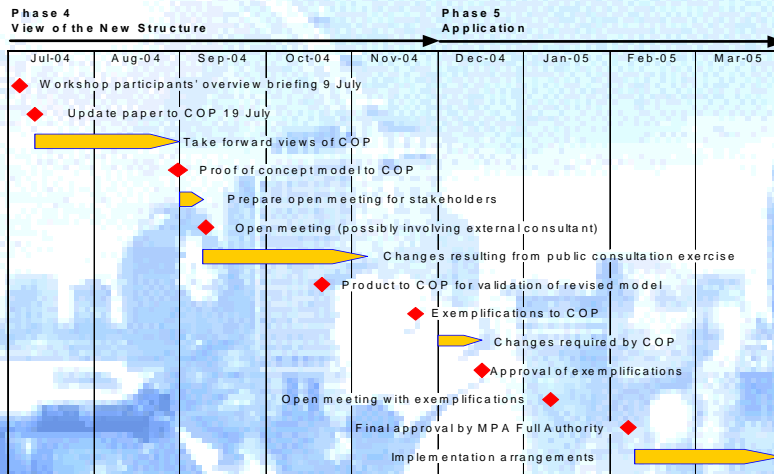 Phase 4
View of the New Structure
Phase 5
Application
Jul-04 Aug-04 Sep-04 Oct-04 Nov-04 Dec-04 Jan-05 Feb-05 Mar-05
Workshop participants' overview briefing 9 July
Update paper to COP 19 July
Take forward views of COP
Proof of concept model to COP
Prepare open meeting for stakeholders
Open meeting (possibly involving external consultant)
Changes resulting from public consultation exercise
Product to COP for validation of revised model
Exemplifications to COP
Changes required by COP
Approval of exemplifications
Open meeting with exemplifications
Final approval by MPA Full Authority
Implementation arrangements